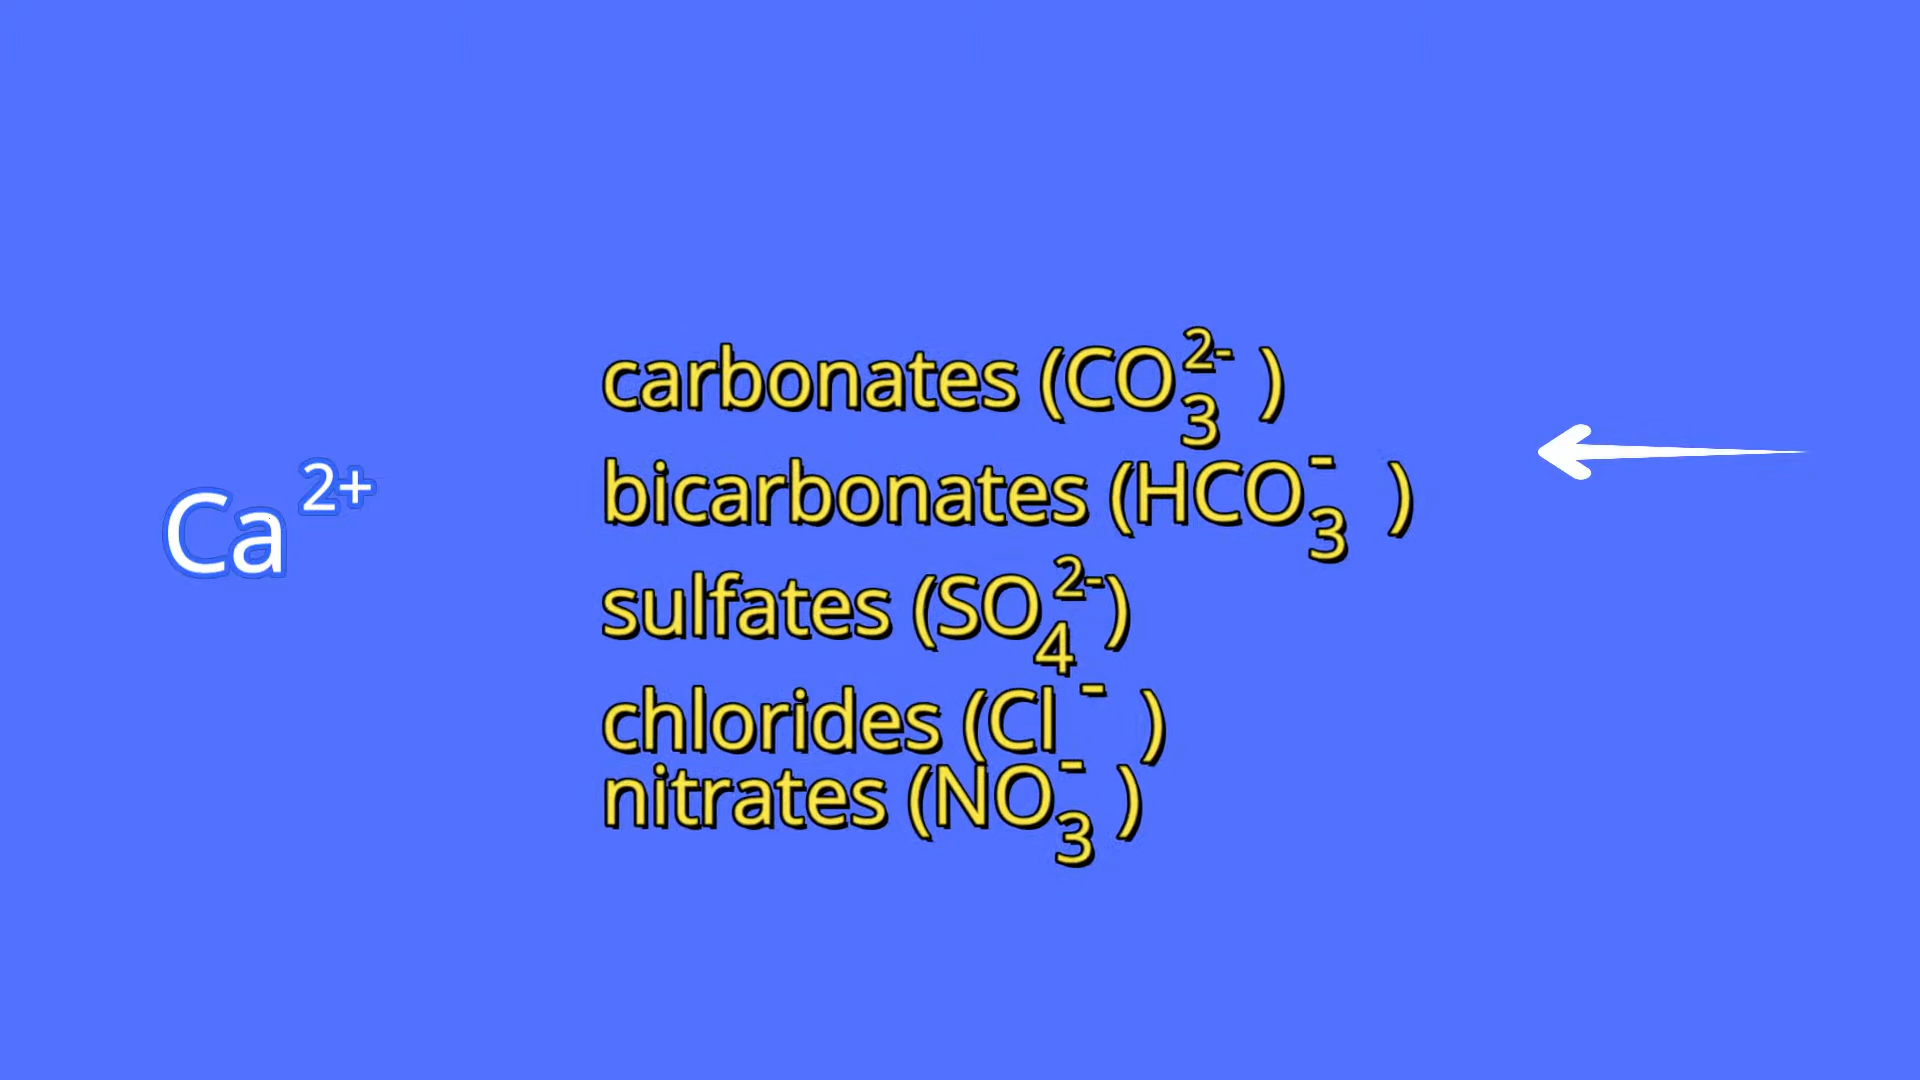 Ca²⁺
carbonates (CO₃²⁻)
bicarbonates (HCO₃⁻)
sulfates (SO₄²⁻)
chlorides (Cl⁻)
nitrates (NO₃⁻)